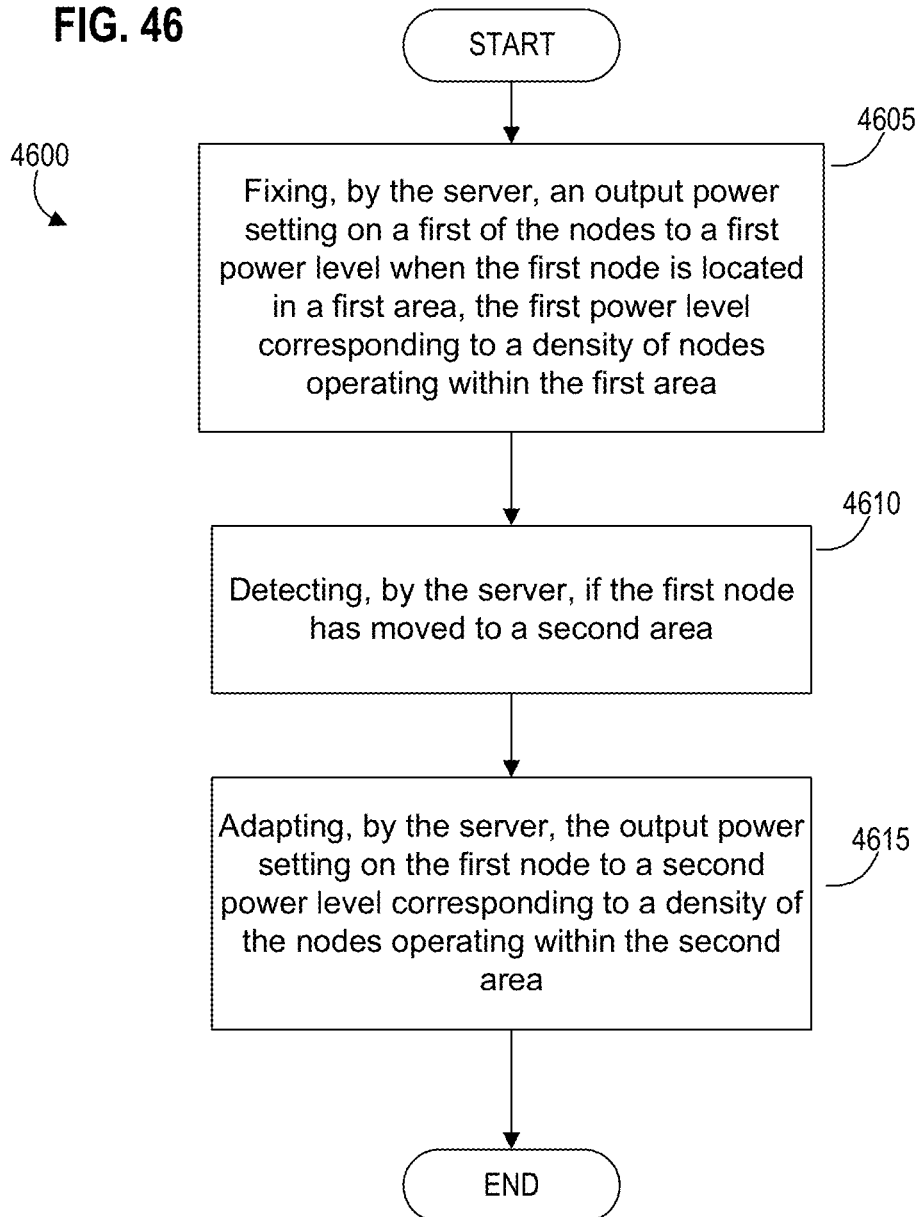 FIG. 46
START
4600
4605
Fixing, by the server, an output power
setting on a first of the nodes to a first
power level when the first node is located
in a first area, the first power level
corresponding to a density of nodes
operating within the first area
4610
Detecting, by the server, if the first node
has moved to a second area
Adapting, by the server, the output power
setting on the first node to a second
power level corresponding to a density of
the nodes operating within the second
area
4615
END